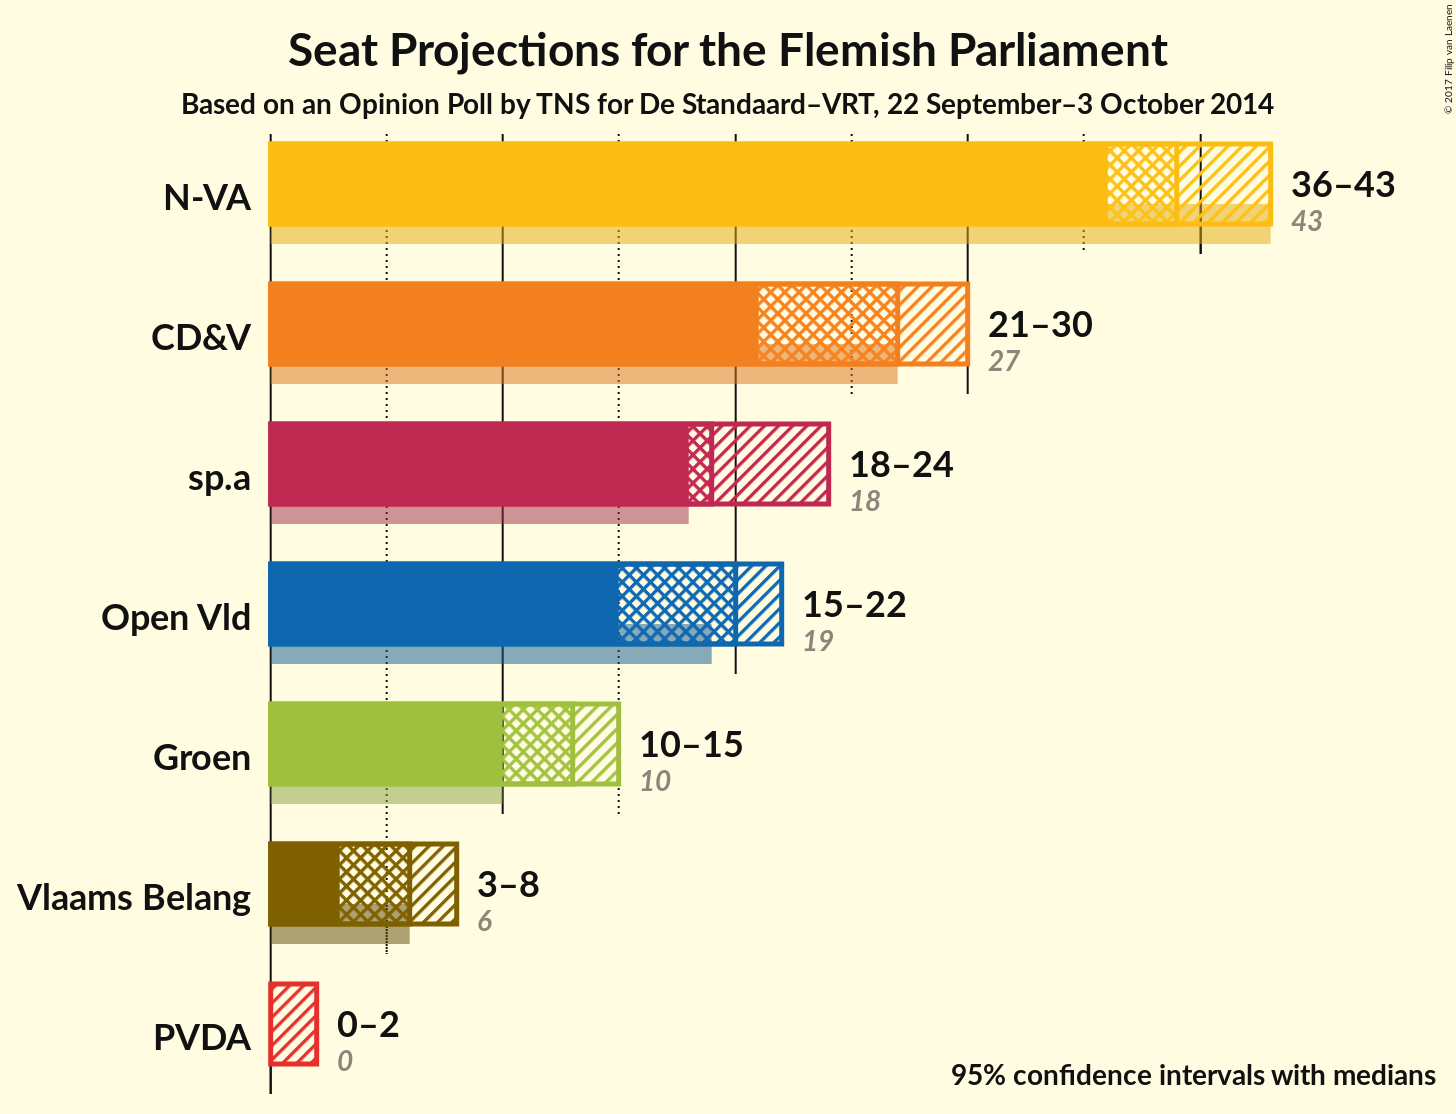 Seat Projections for the Flemish Parliament
Based on an Opinion Poll by TNS for De Standaard–VRT, 22 September–3 October 2014
© 2017 Filip van Laenen
N-VA
36–43
43
CD&V
21–30
27
sp.a
18–24
18
Open Vld
15–22
19
Groen
10–15
10
Vlaams Belang
3–8
6
PVDA
0–2
0
95% confidence intervals with medians